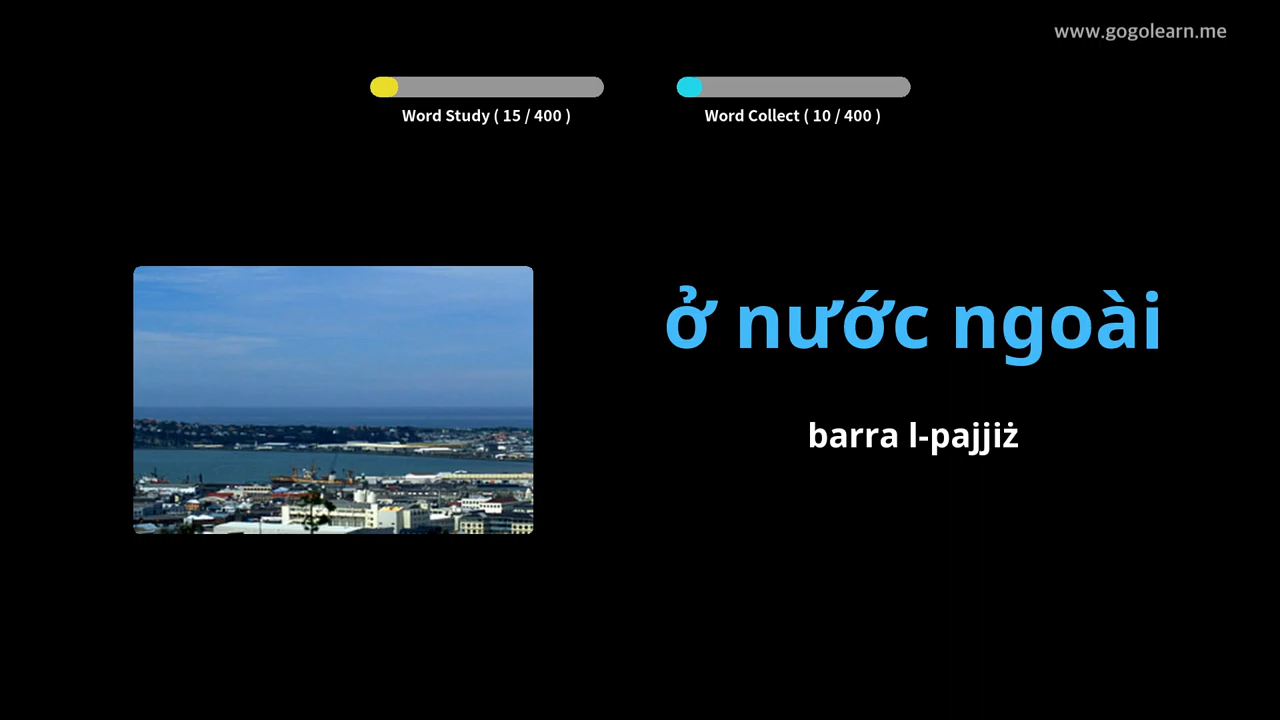 www.gogolearn.me
Word Study ( 15 / 400 )
Word Collect ( 10 / 400 )
ở nước ngoài
barra l-pajjiż